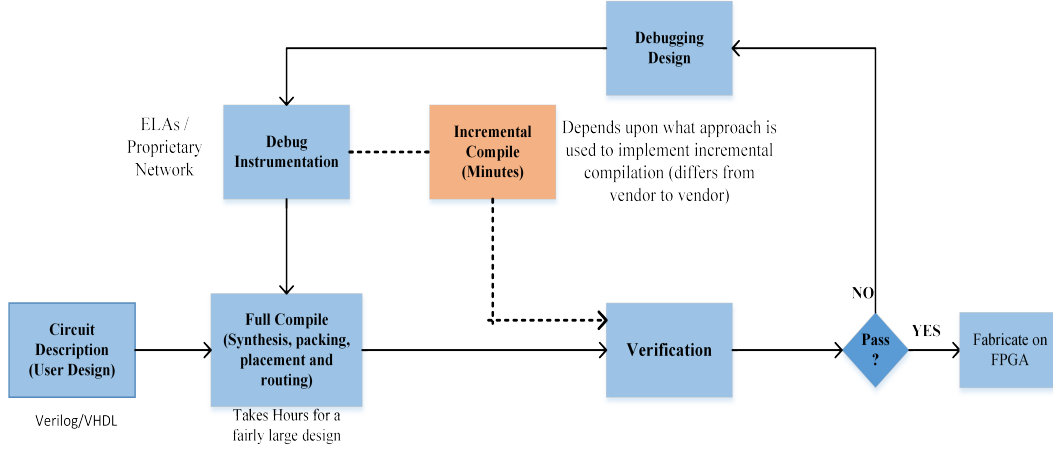 Debugging
Design
ELAs /
Proprietary
Network
Debug
Instrumentation
Incremental
Compile
(Minutes)
Depends upon what approach is
used to implement incremental
compilation (differs from
vendor to vendor)
Circuit
Description
(User Design)
Verilog/VHDL
Full Compile
(Synthesis, packing,
placement and
routing)
Takes Hours for a
fairly large design
Verification
NO
Pass
?
YES
Fabricate on
FPGA